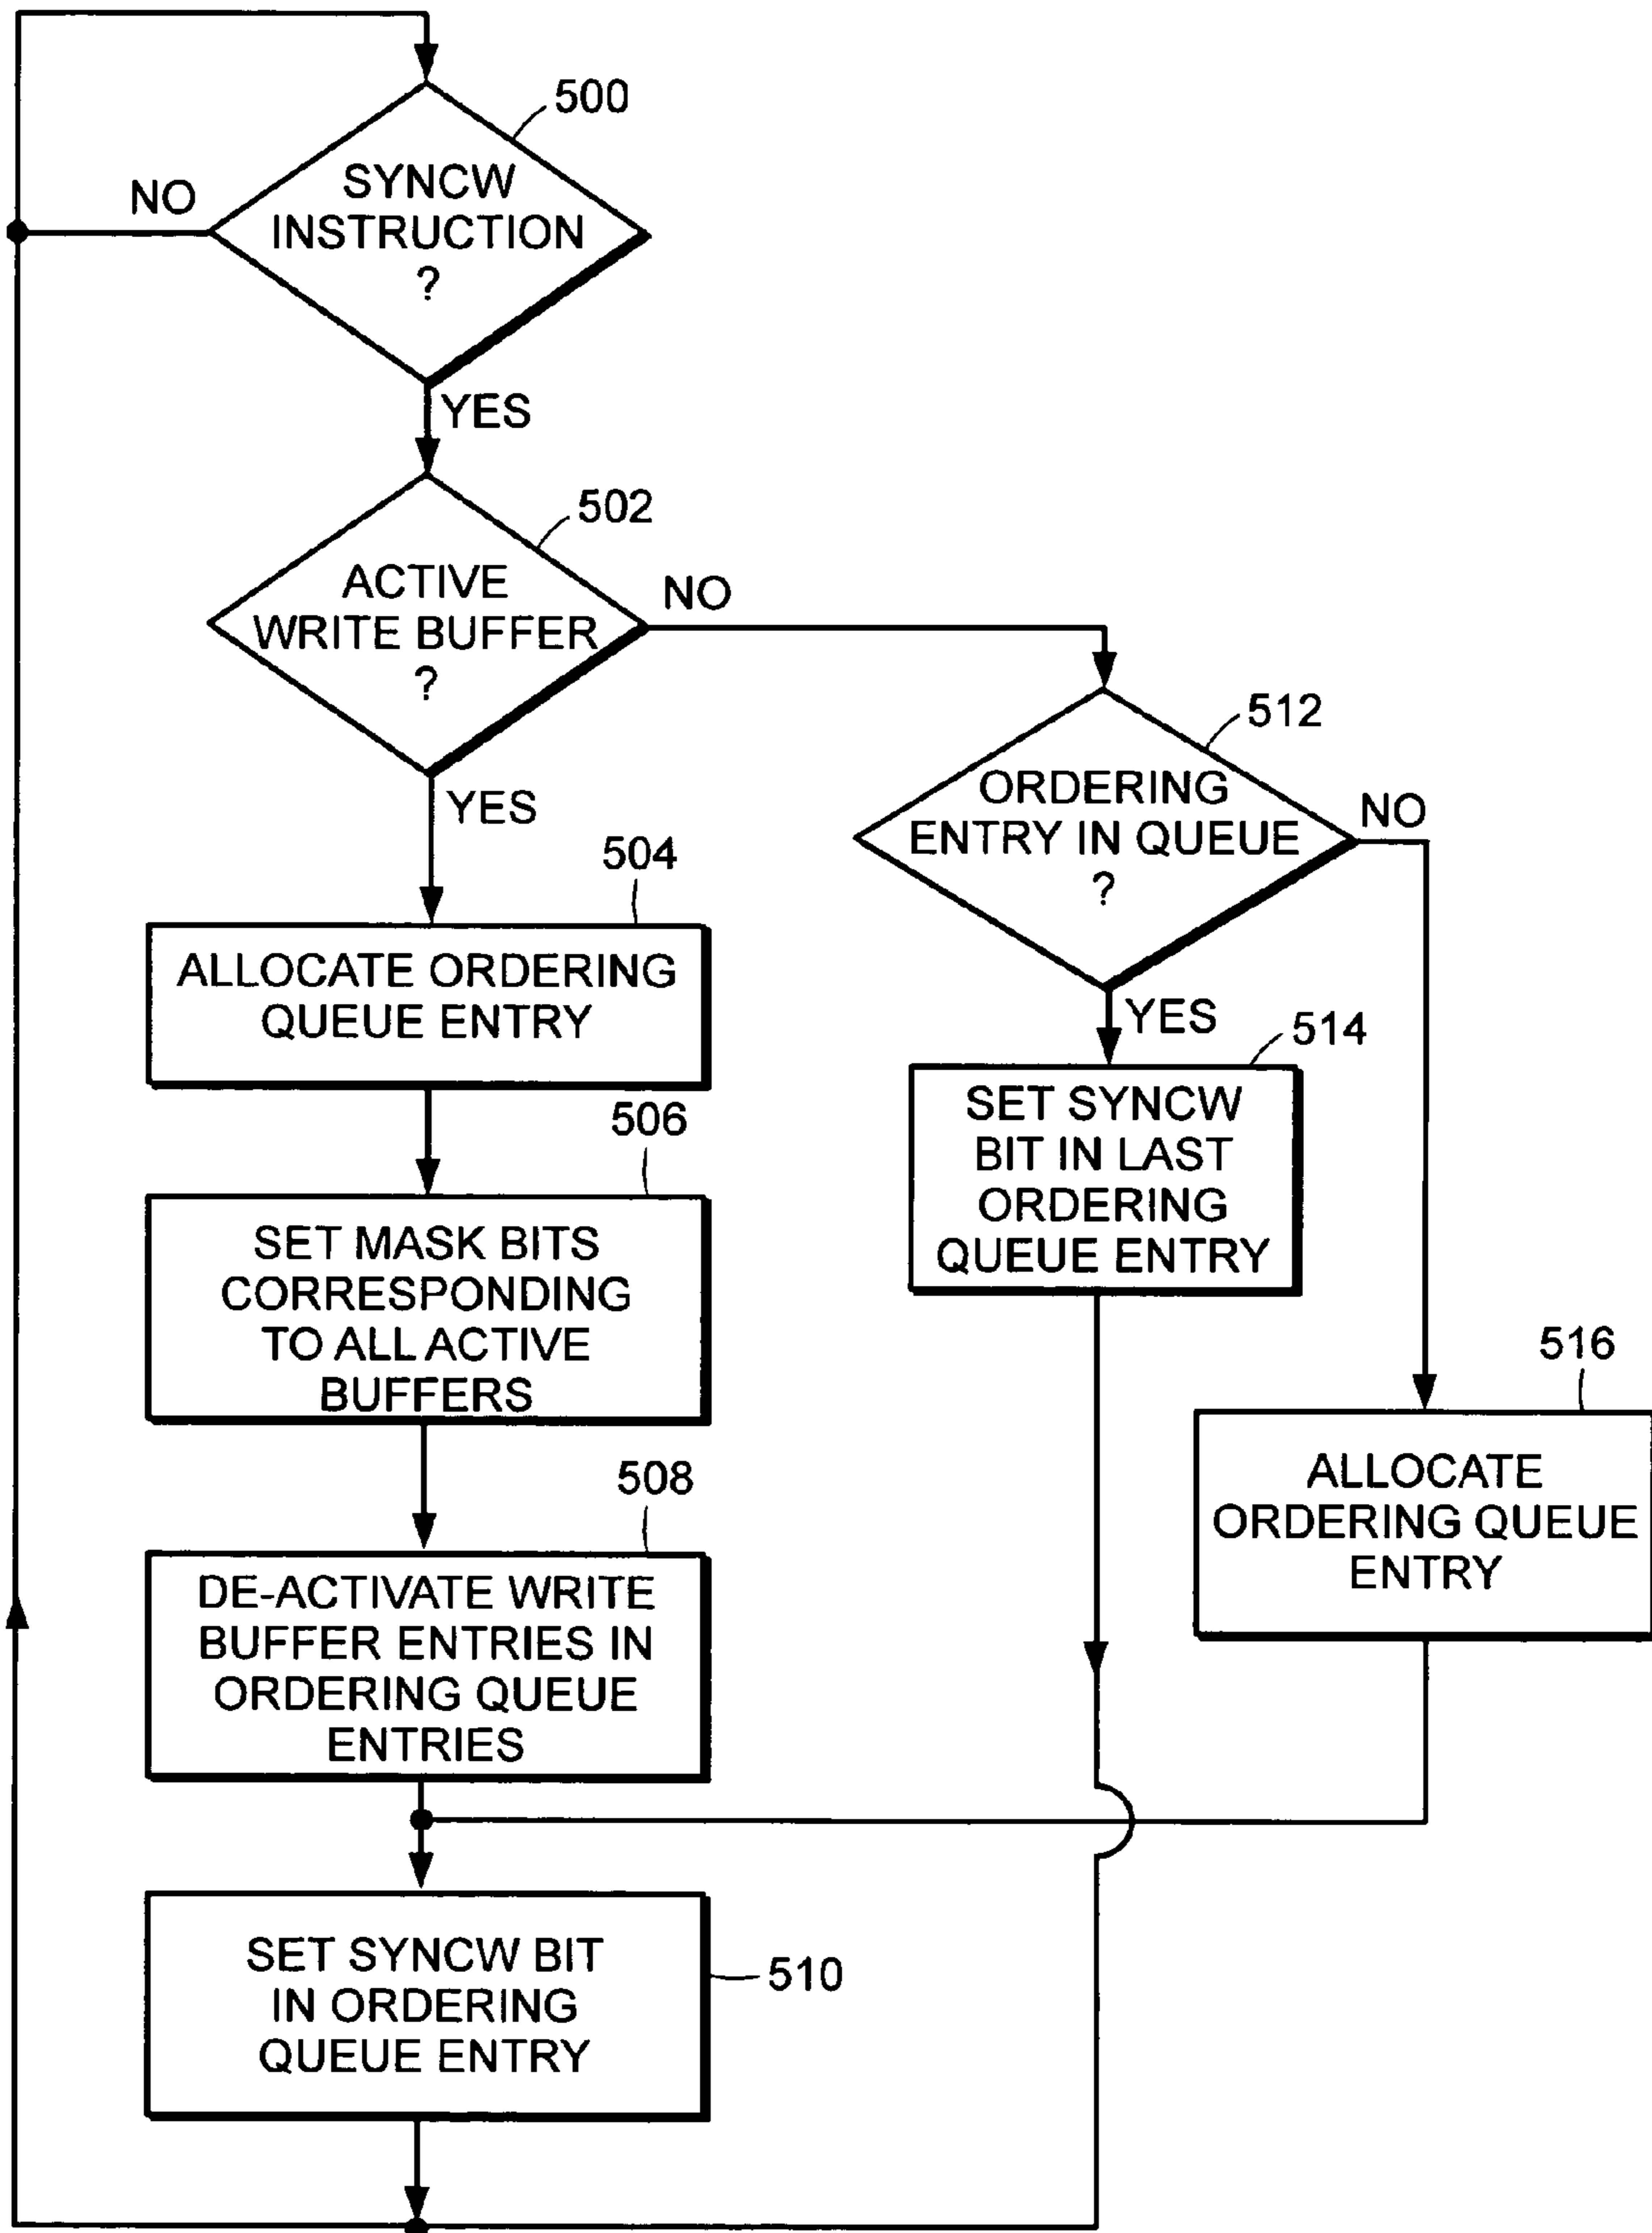 500
SYNCW
INSTRUCTION
?
NO
YES
502
ACTIVE
WRITE BUFFER
?
NO
YES
512
ORDERING
ENTRY IN QUEUE
?
NO
YES
504
ALLOCATE ORDERING
QUEUE ENTRY
506
SET MASK BITS
CORRESPONDING
TO ALL ACTIVE
BUFFERS
514
SET SYNCW
BIT IN LAST
ORDERING
QUEUE ENTRY
516
ALLOCATE
ORDERING QUEUE
ENTRY
508
DE-ACTIVATE WRITE
BUFFER ENTRIES IN
ORDERING QUEUE
ENTRIES
SET SYNCW BIT
IN ORDERING
QUEUE ENTRY
510